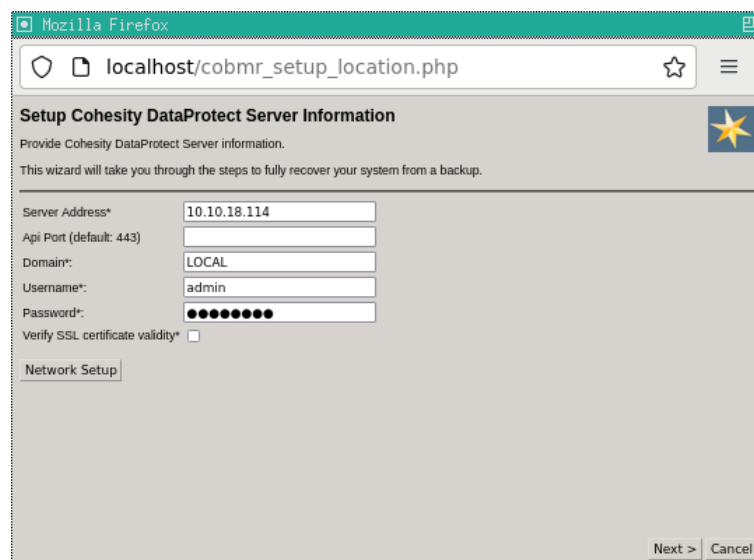 Mozilla Firefox
localhost/cobmr_setup_location.php
Setup Cohesity DataProtect Server Information
Provide Cohesity DataProtect Server information.
This wizard will take you through the steps to fully recover your system from a backup.
Server Address* 10.10.18.114
Api Port (default: 443)
Domain*: LOCAL
Username*: admin
Password*: ●●●●●●●●
Verify SSL certificate validity*
Network Setup
Next > Cancel